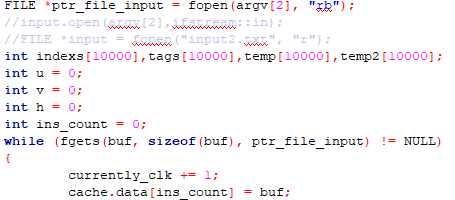 FILE *ptr_file_input = fopen(argv[2], "rb");
//input.open(argv[2],ifstream::in);
//FILE *input = fopen("input2.txt", "r");
int indexs[10000],tags[10000],temp[10000],temp2[10000];
int u = 0;
int v = 0;
int h = 0;
int ins_count = 0;
while (fgets(buf, sizeof(buf), ptr_file_input) != NULL)
{
currently_clk += 1;
cache.data[ins_count] = buf;